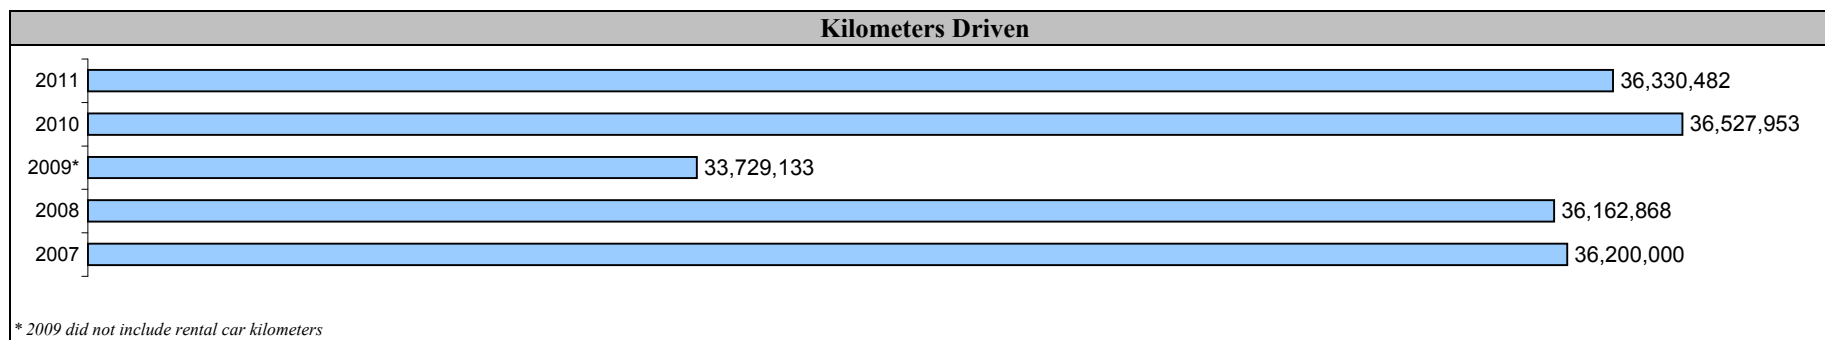 Kilometers Driven
2011 36,330,482
2010 36,527,953
2009* 33,729,133
2008 36,162,868
2007 36,200,000
* 2009 did not include rental car kilometers